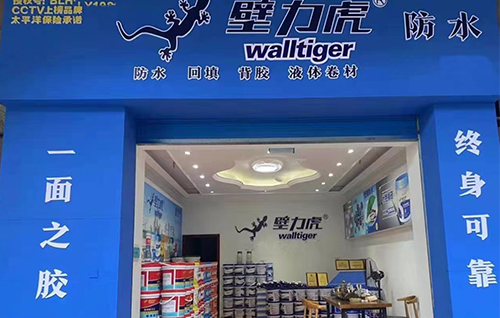 CCTV上榜品牌
太平洋保险承诺
壁力虎®
walltiger
防水
防水 回填 背胶 液体卷材
一面之胶
终身可靠
壁力虎®
walltiger